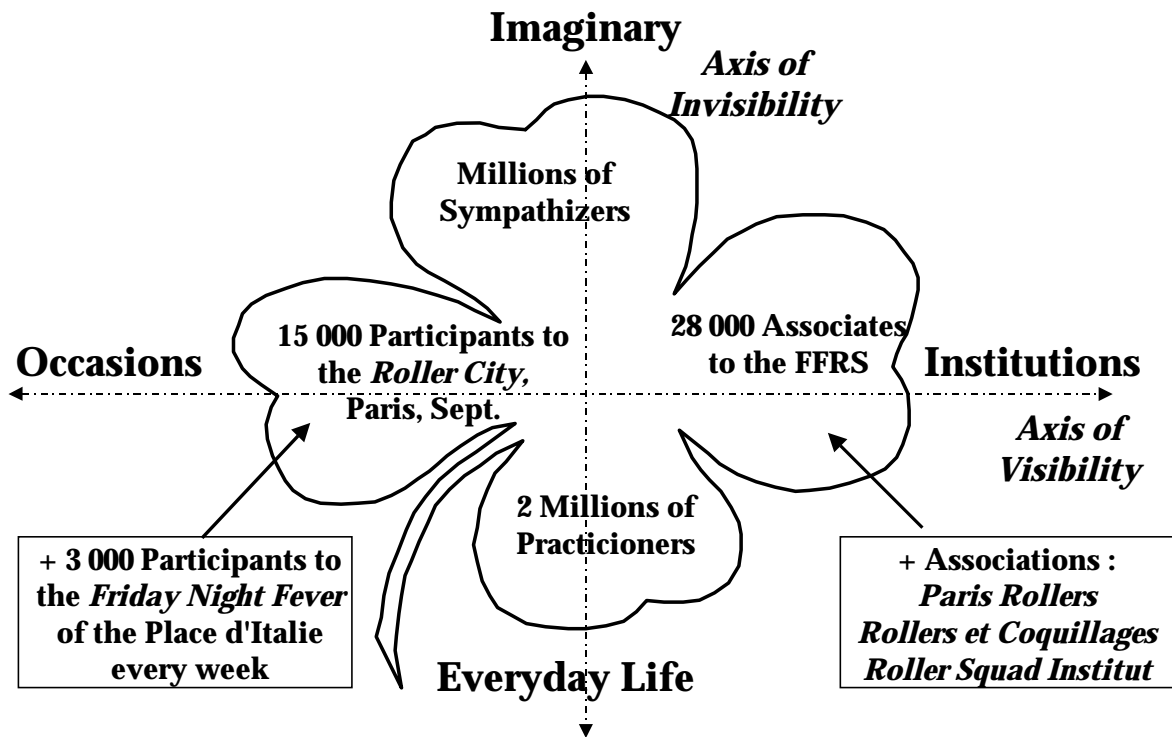 Imaginary
Axis of
Invisibility
Millions of
Sympathizers
Occasions
15 000 Participants to
the Roller City,
Paris, Sept.
28 000 Associates
to the FFRS
Institutions
Axis of
Visibility
2 Millions of
Practicioners
+ 3 000 Participants to
the Friday Night Fever
of the Place d'Italie
every week
+ Associations :
Paris Rollers
Rollers et Coquillages
Roller Squad Institut
Everyday Life